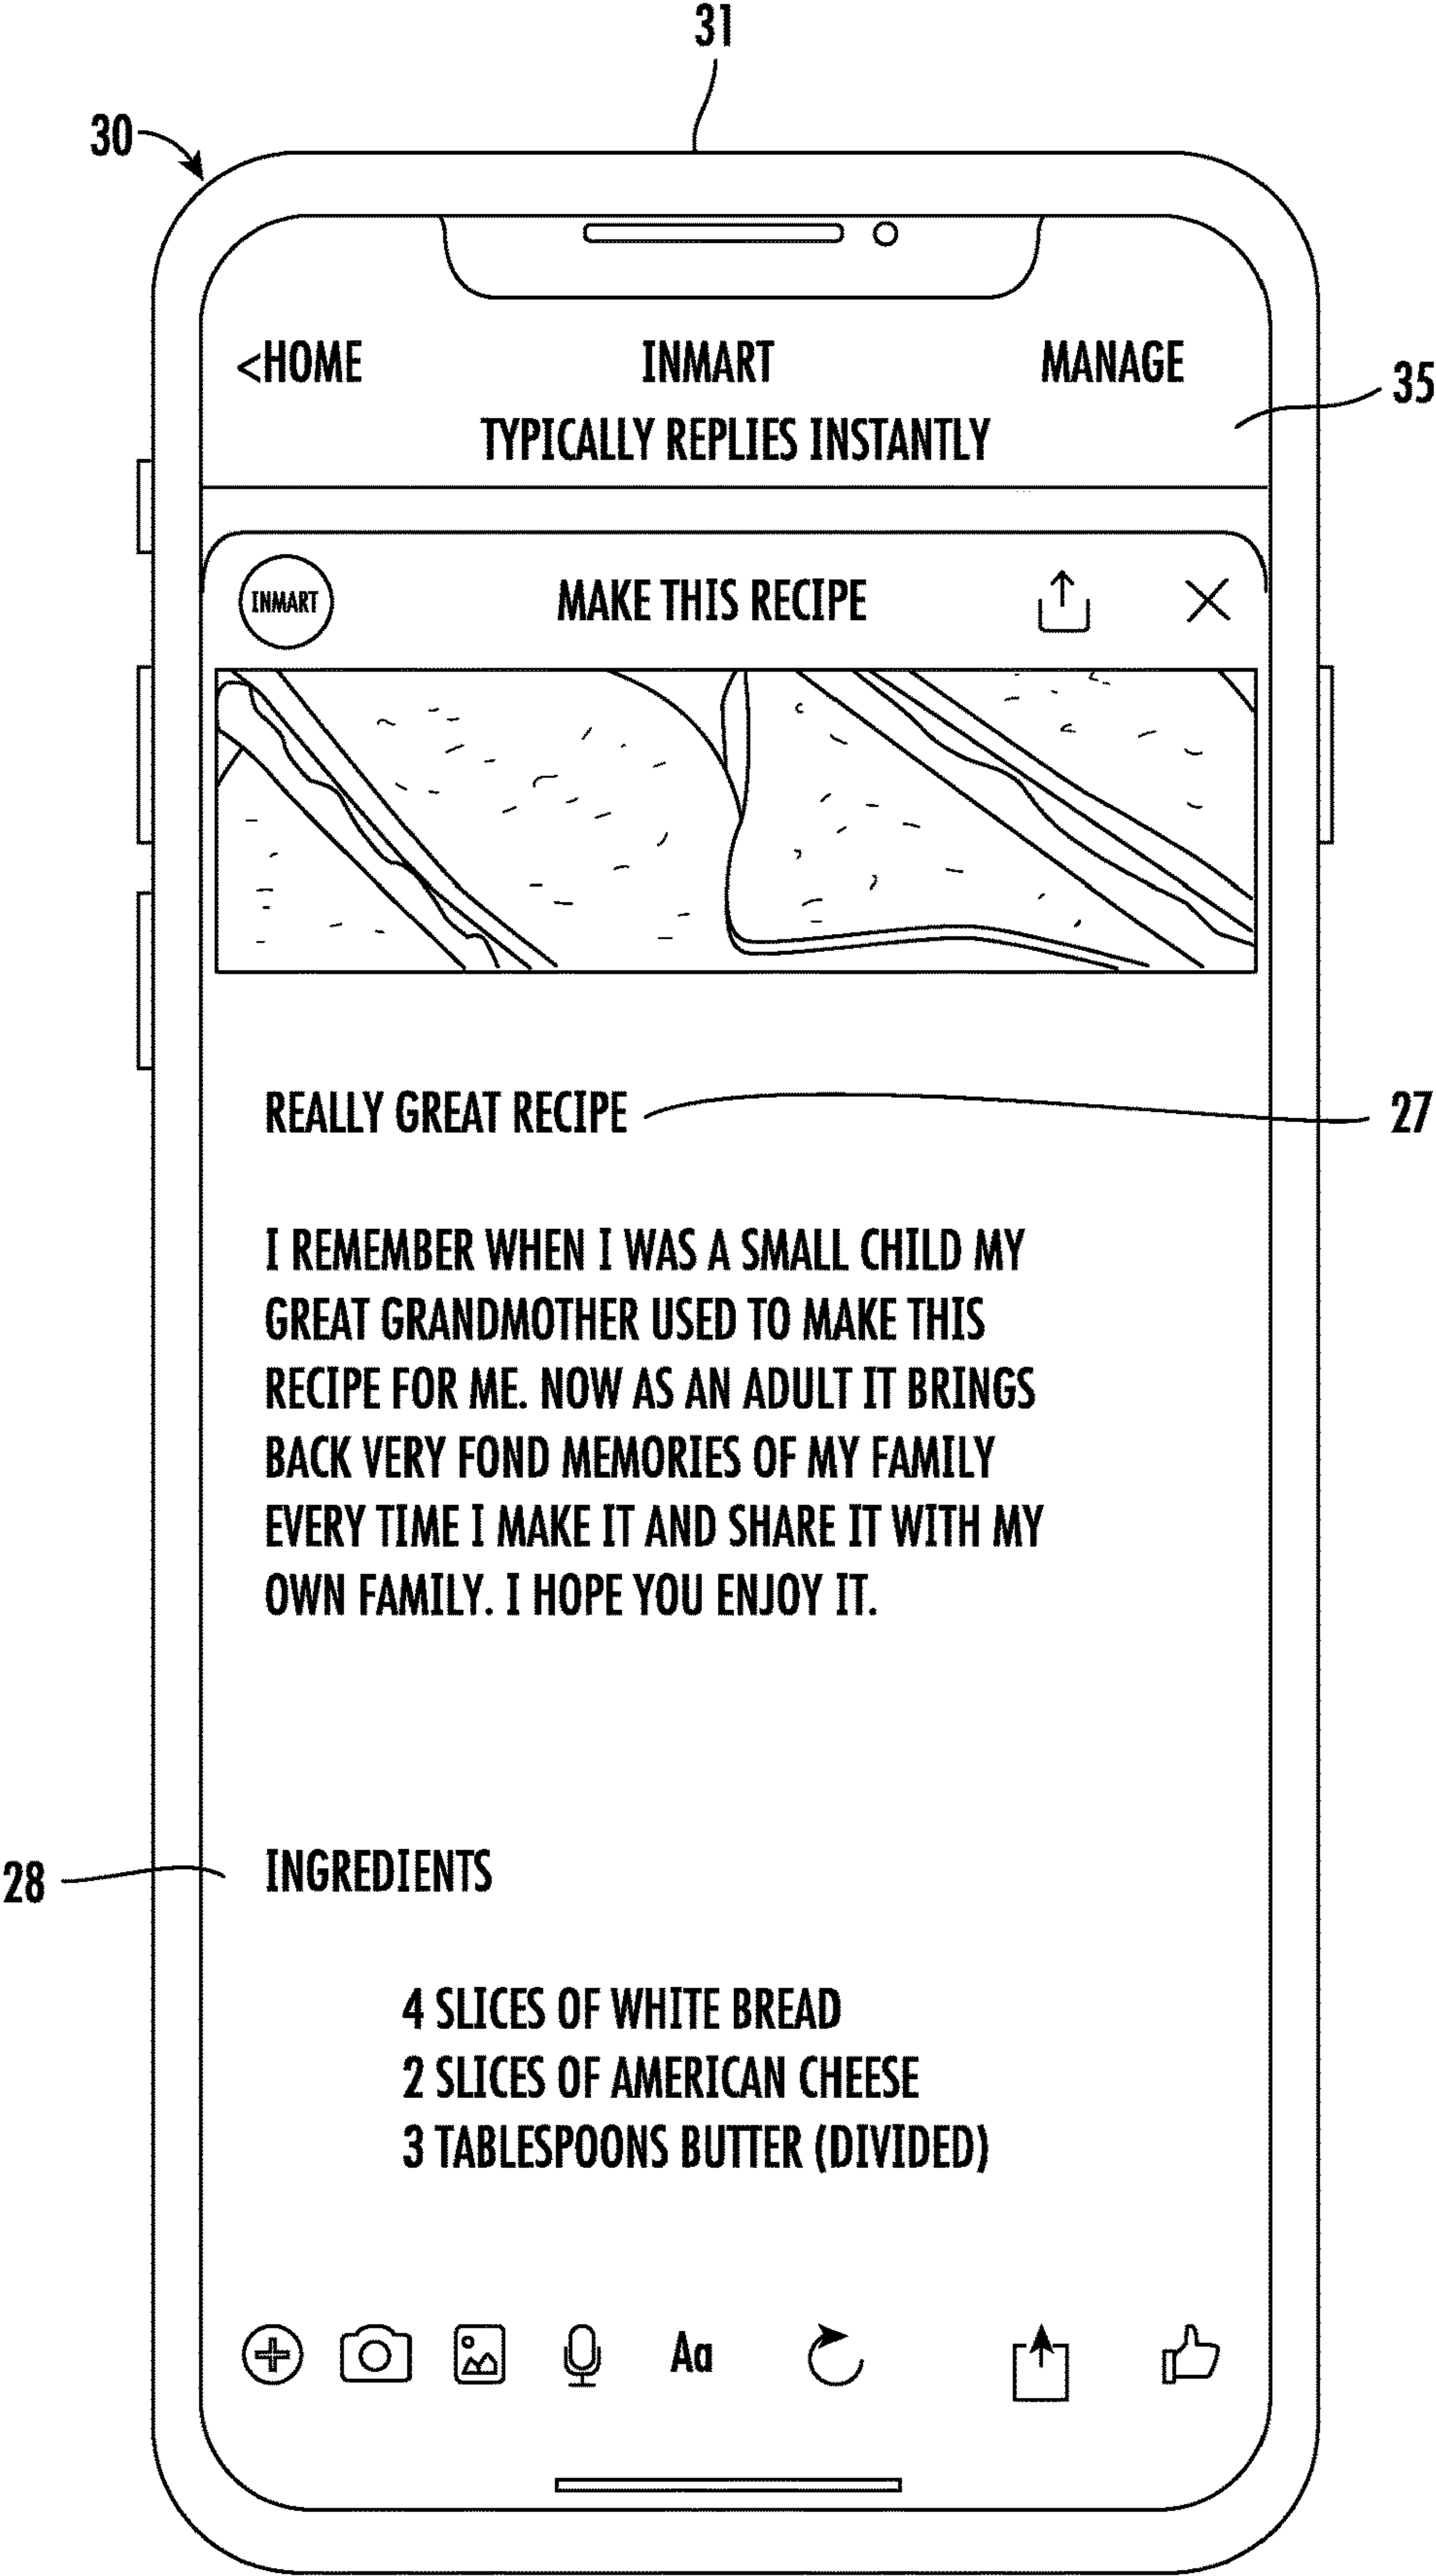 31
30
<HOME INMART MANAGE
35
TYPICALLY REPLIES INSTANTLY
INMART MAKE THIS RECIPE
REALLY GREAT RECIPE
27
I REMEMBER WHEN I WAS A SMALL CHILD MY
GREAT GRANDMOTHER USED TO MAKE THIS
RECIPE FOR ME. NOW AS AN ADULT IT BRINGS
BACK VERY FOND MEMORIES OF MY FAMILY
EVERY TIME I MAKE IT AND SHARE IT WITH MY
OWN FAMILY. I HOPE YOU ENJOY IT.
28
INGREDIENTS
4 SLICES OF WHITE BREAD
2 SLICES OF AMERICAN CHEESE
3 TABLESPOONS BUTTER (DIVIDED)
Aa